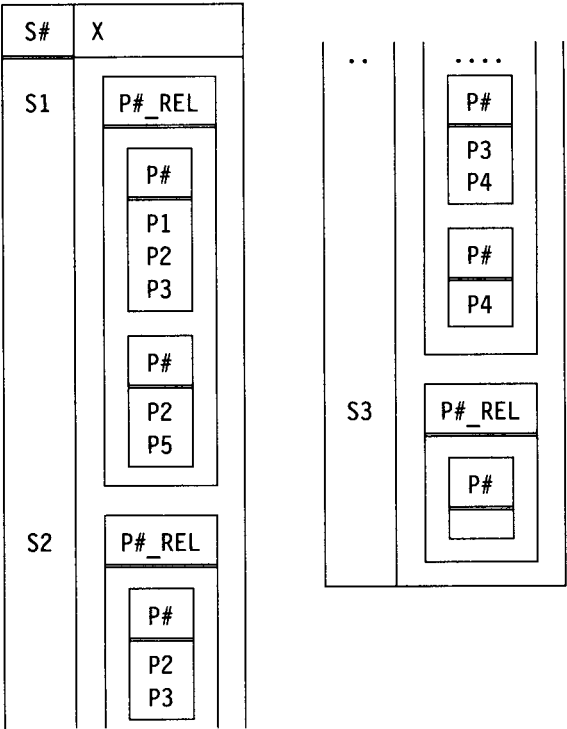 S# X
S1 P#_REL
P#
P1
P2
P3
P#
P2
P5
S2 P#_REL
P#
P2
P3
.. ....
P#
P3
P4
P#
P4
S3 P#_REL
P#